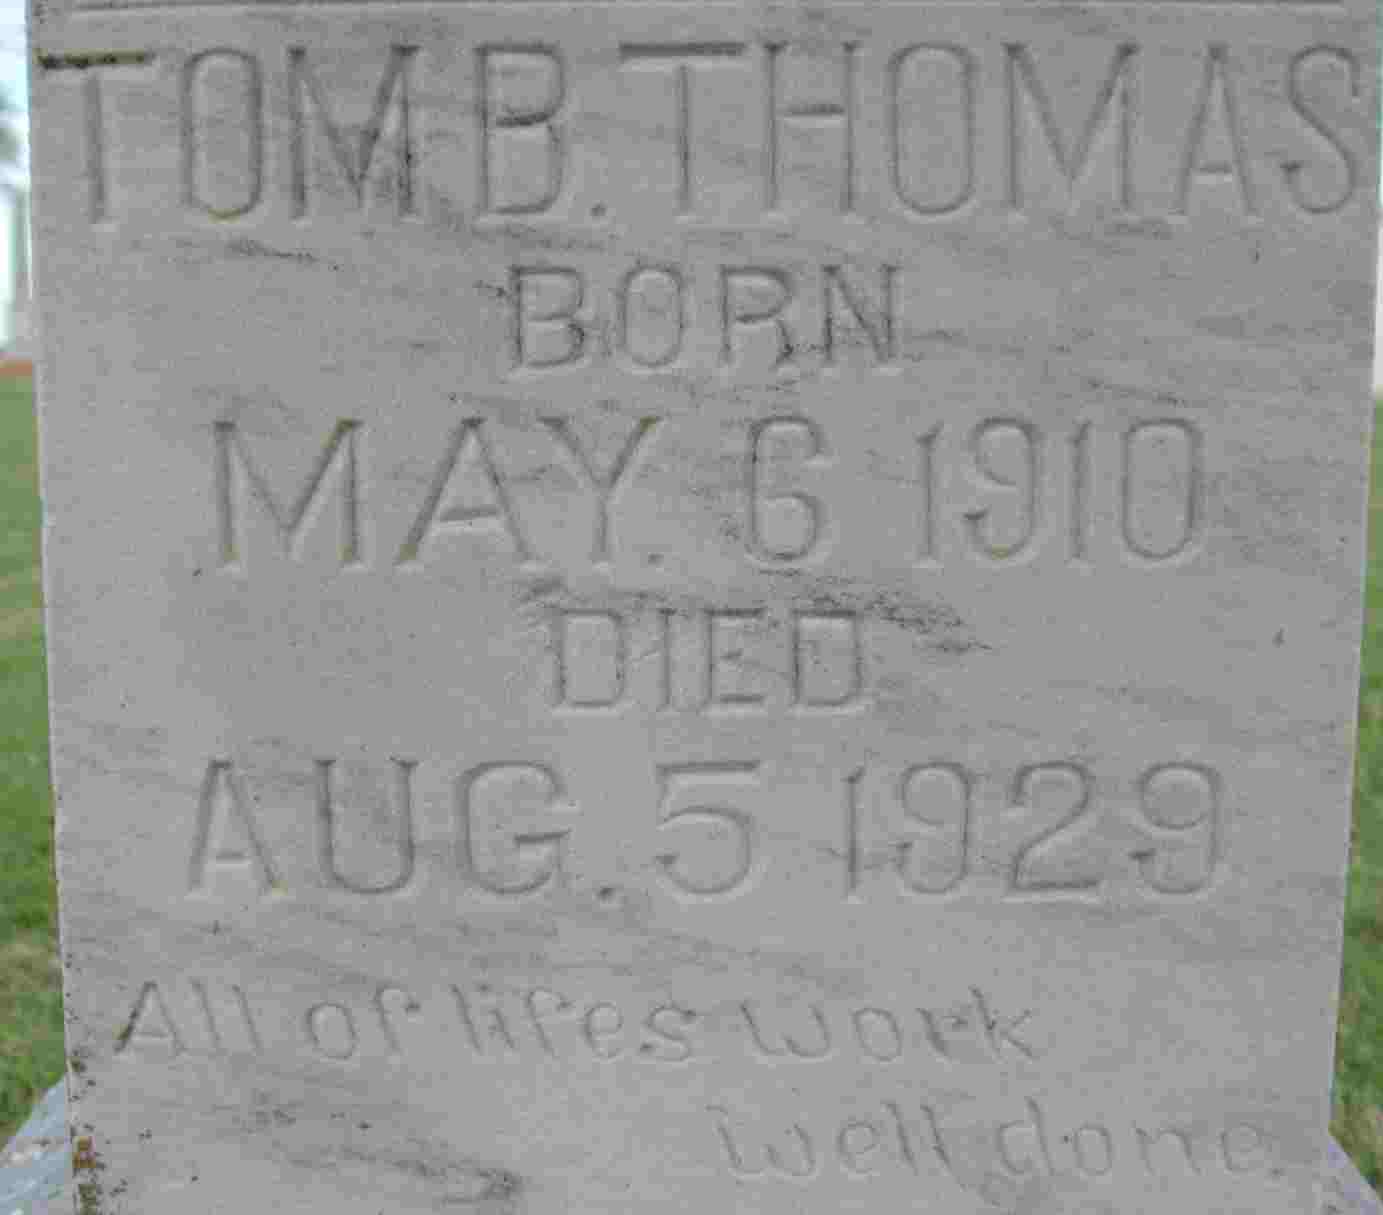 TOM B. THOMAS
BORN
MAY. 6 1910
DIED
AUG. 5 1929
All of lifes work
well done.